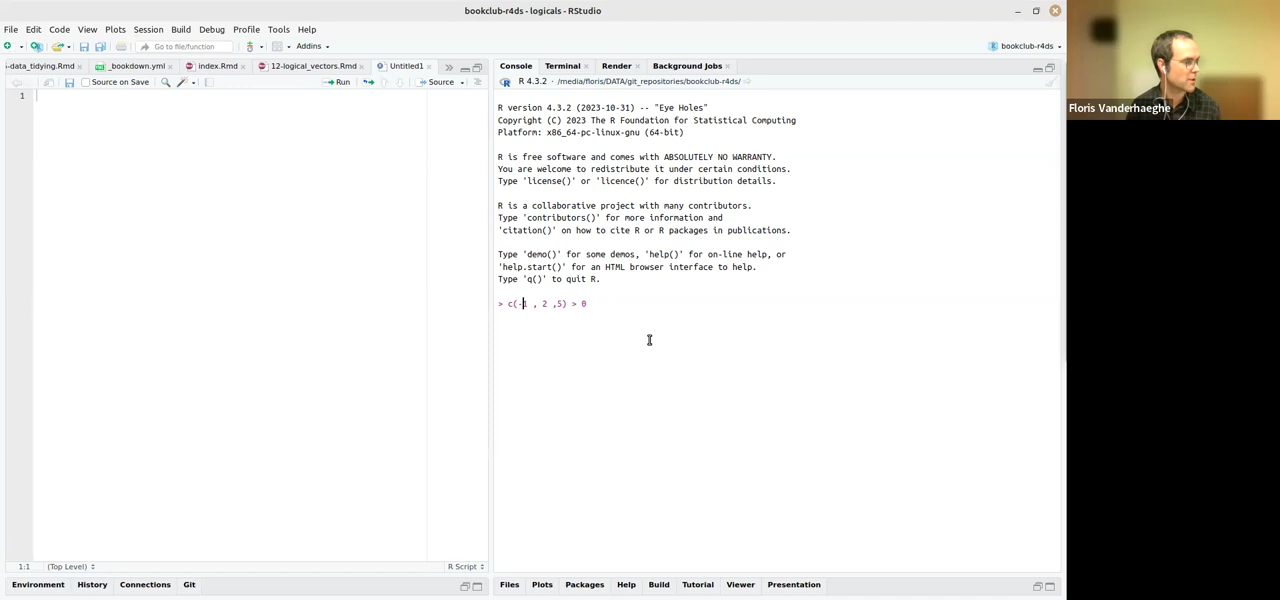 bookclub-r4ds - logicals - RStudio
File Edit Code View Plots Session Build Debug Profile Tools Help
Go to file/function Addins bookclub-r4ds
-data_tidying.Rmd _bookdown.yml index.Rmd 12-logical_vectors.Rmd Untitled1
Source on Save Run Source
1
1:1 (Top Level) R Script
Environment History Connections Git
Console Terminal Render Background Jobs
R 4.3.2 · /media/floris/DATA/git_repositories/bookclub-r4ds/
R version 4.3.2 (2023-10-31) -- "Eye Holes"
Copyright (C) 2023 The R Foundation for Statistical Computing
Platform: x86_64-pc-linux-gnu (64-bit)
R is free software and comes with ABSOLUTELY NO WARRANTY.
You are welcome to redistribute it under certain conditions.
Type 'license()' or 'licence()' for distribution details.
R is a collaborative project with many contributors.
Type 'contributors()' for more information and
'citation()' on how to cite R or R packages in publications.
Type 'demo()' for some demos, 'help()' for on-line help, or
'help.start()' for an HTML browser interface to help.
Type 'q()' to quit R.
> c(-1 , 2 ,5) > 0
Files Plots Packages Help Build Tutorial Viewer Presentation
Floris Vanderhaeghe